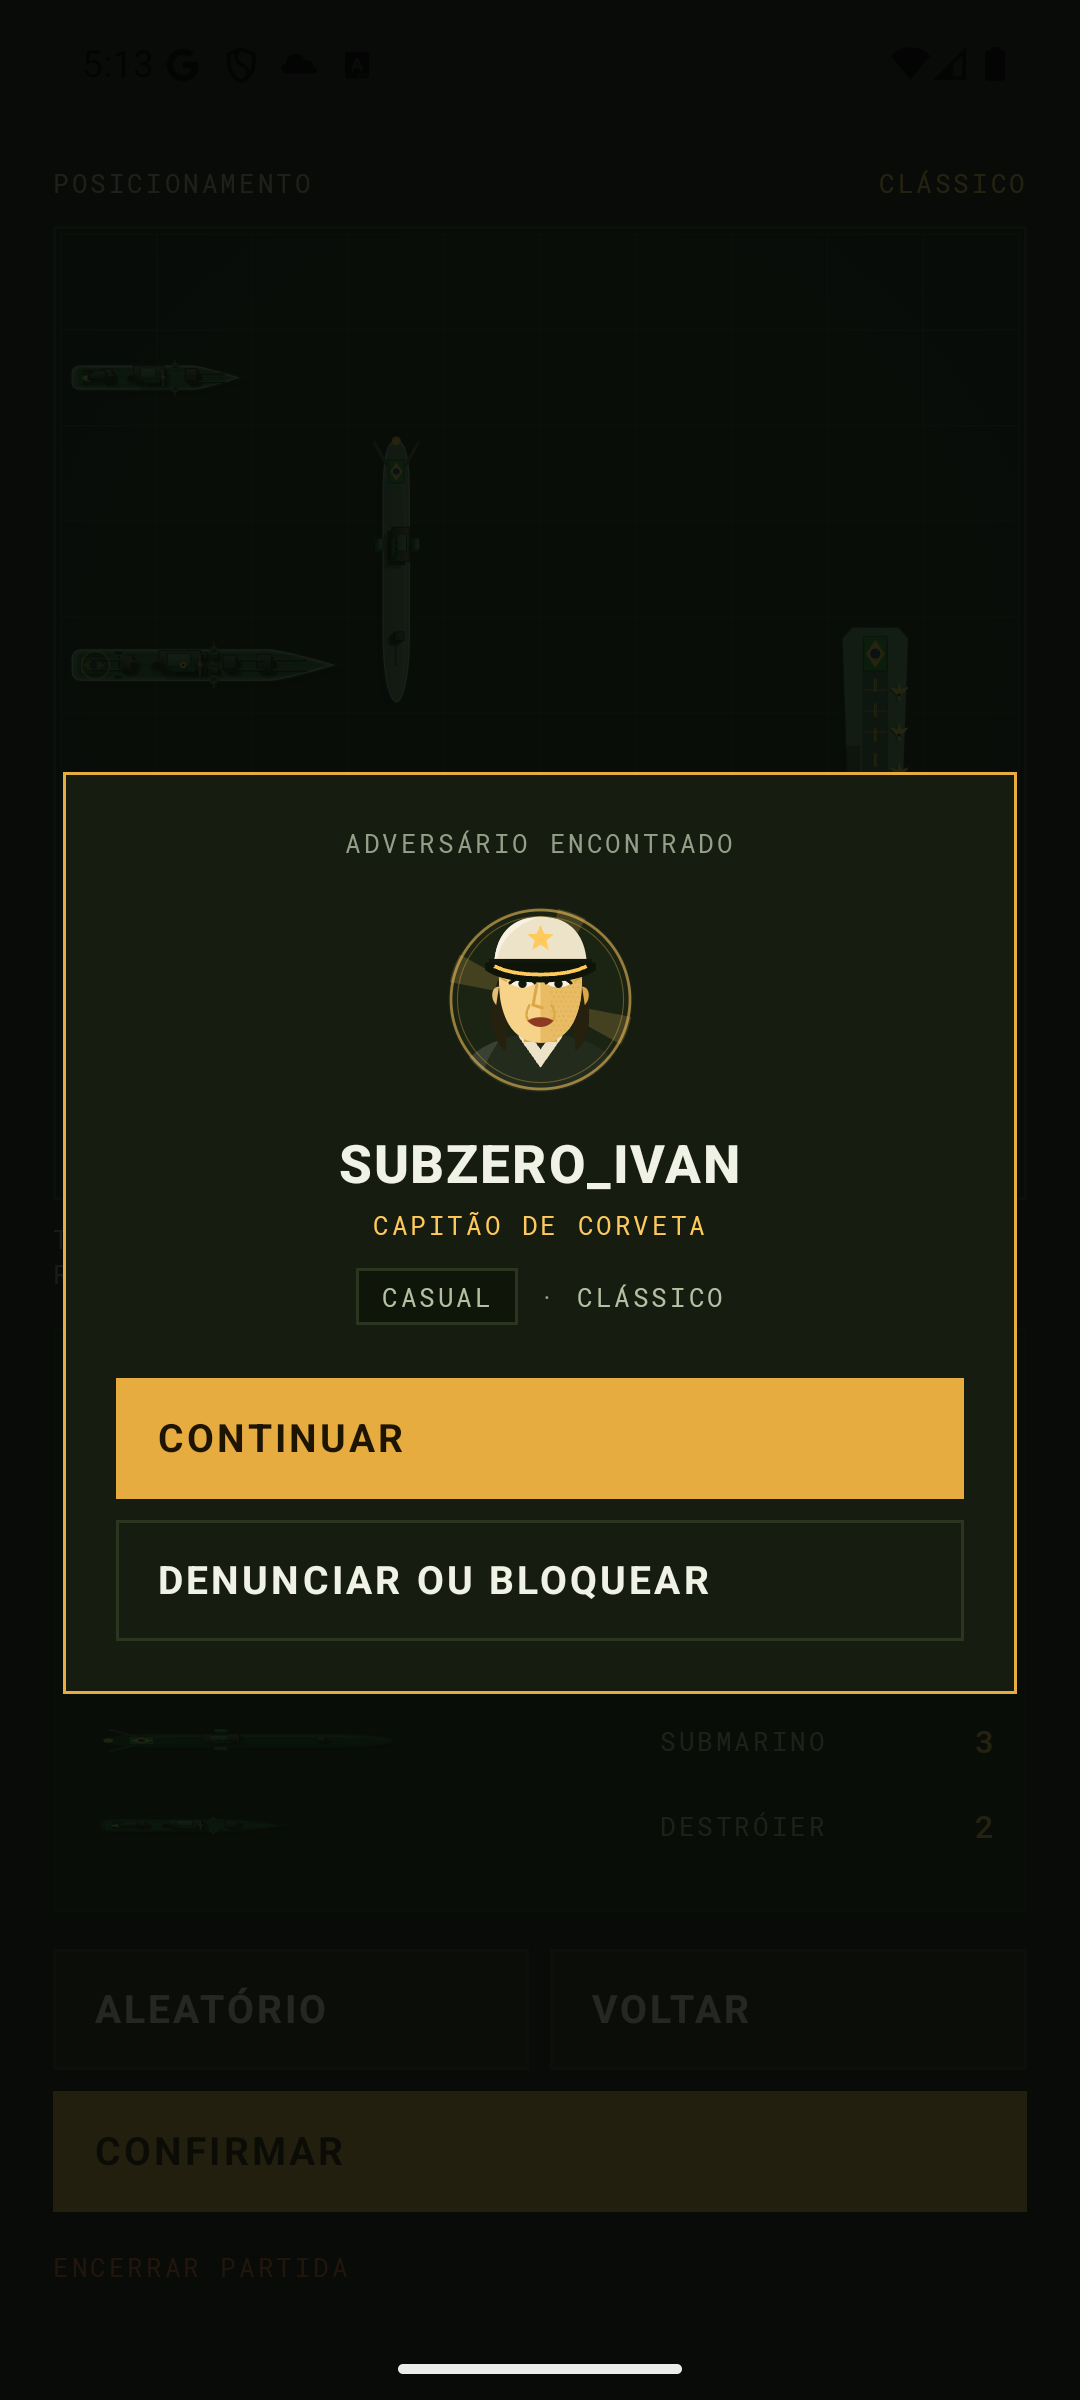 5:13
POSICIONAMENTO
CLÁSSICO
ADVERSÁRIO ENCONTRADO
SUBZERO_IVAN
CAPITÃO DE CORVETA
CASUAL · CLÁSSICO
CONTINUAR
DENUNCIAR OU BLOQUEAR
SUBMARINO 3
DESTRÓIER 2
ALEATÓRIO
VOLTAR
CONFIRMAR
ENCERRAR PARTIDA